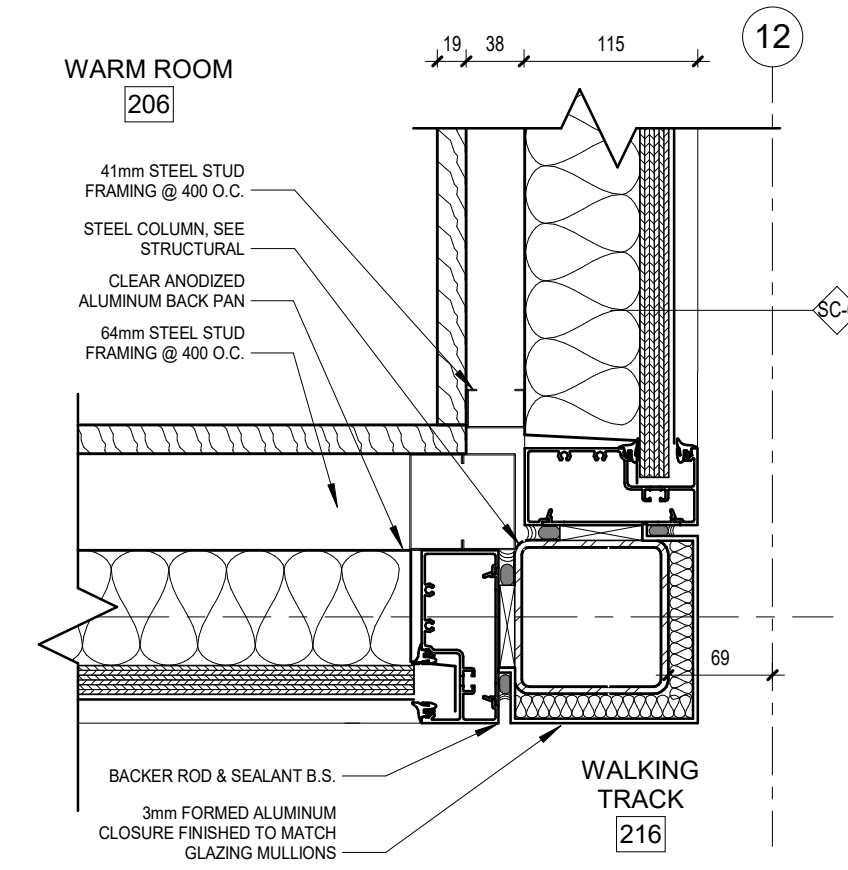 19 38 115
12
WARM ROOM
206
41mm STEEL STUD
FRAMING @ 400 O.C.
STEEL COLUMN, SEE
STRUCTURAL
CLEAR ANODIZED
ALUMINUM BACK PAN
64mm STEEL STUD
FRAMING @ 400 O.C.
69
BACKER ROD & SEALANT B.S.
3mm FORMED ALUMINUM
CLOSURE FINISHED TO MATCH
GLAZING MULLIONS
WALKING
TRACK
216